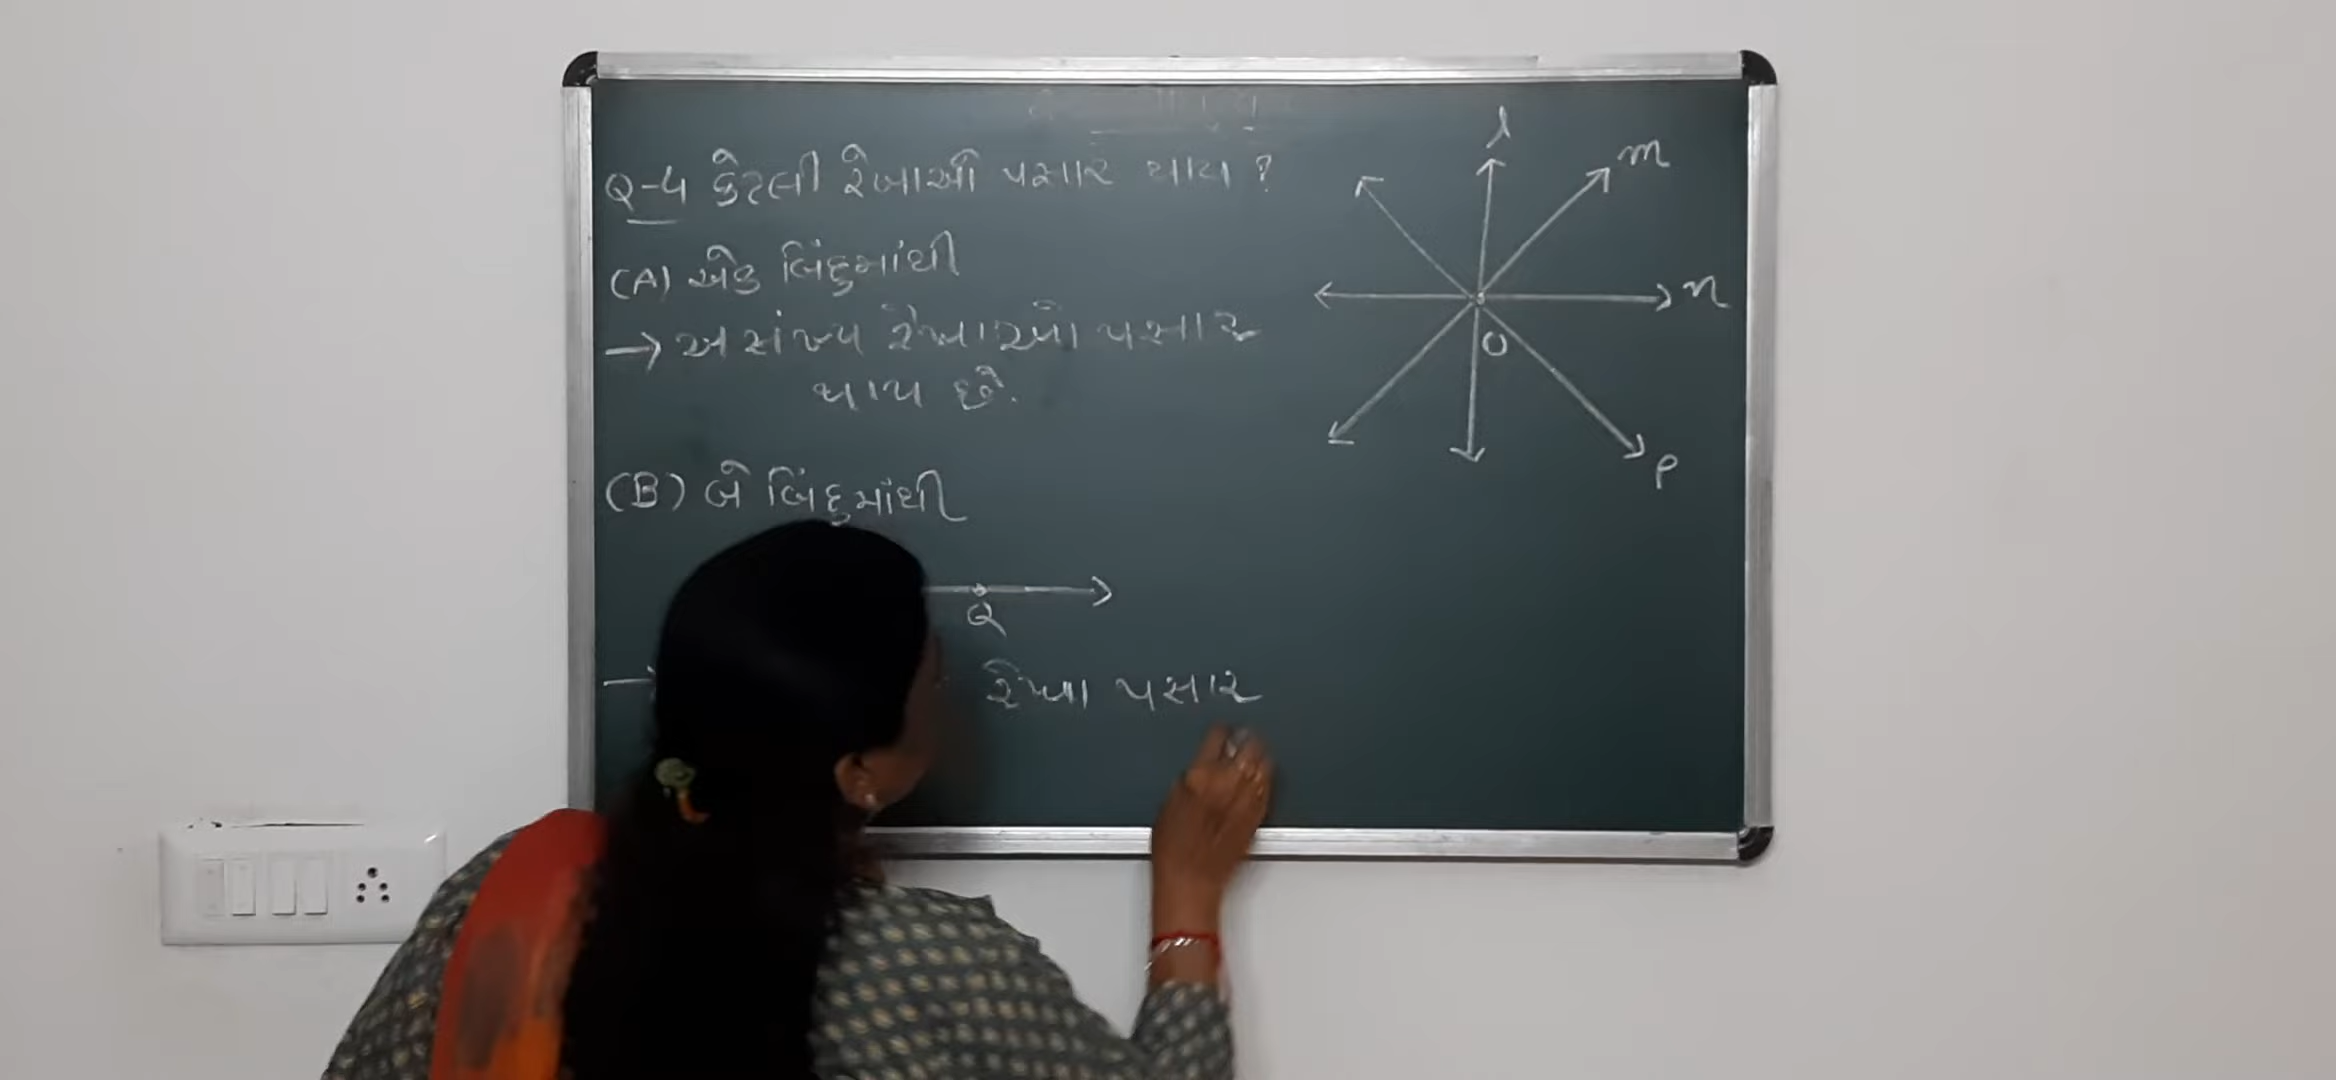 Q-4 કેટલી રેખાઓ પસાર થાય ?
(A) એક બિંદુમાંથી
→ અસંખ્ય રેખાઓ પસાર
થાય છે.
(B) બે બિંદુમાંથી
Q
→ રેખા પસાર
l
m
n
O
p